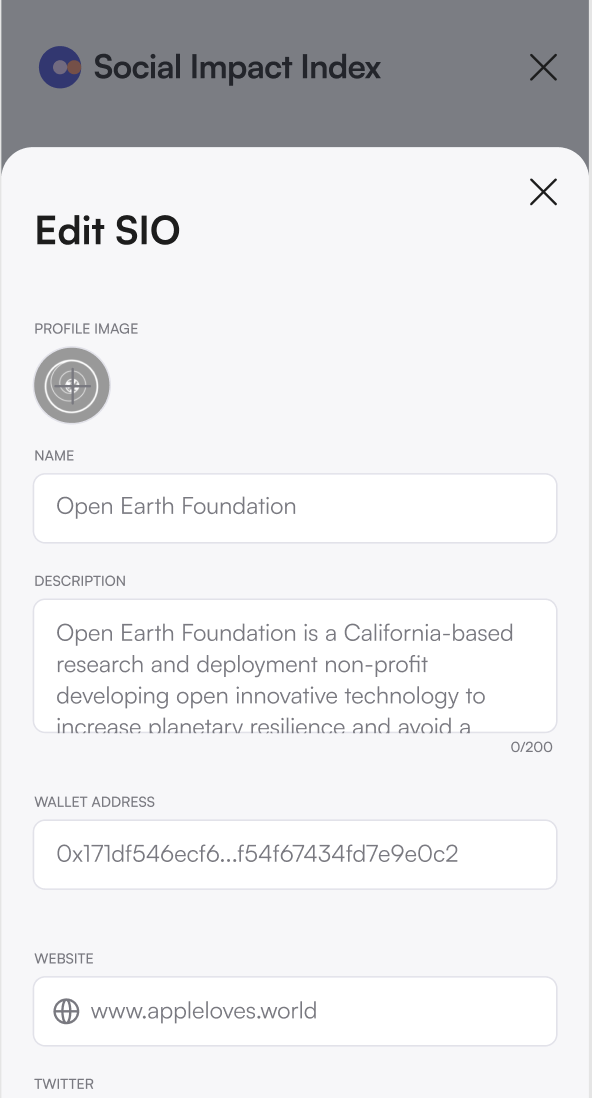 Social Impact Index
Edit SIO
PROFILE IMAGE
NAME
Open Earth Foundation
DESCRIPTION
Open Earth Foundation is a California-based
research and deployment non-profit
developing open innovative technology to
increase planetary resilience and avoid a
0/200
WALLET ADDRESS
0x171df546ecf6...f54f67434fd7e9e0c2
WEBSITE
www.appleloves.world
TWITTER